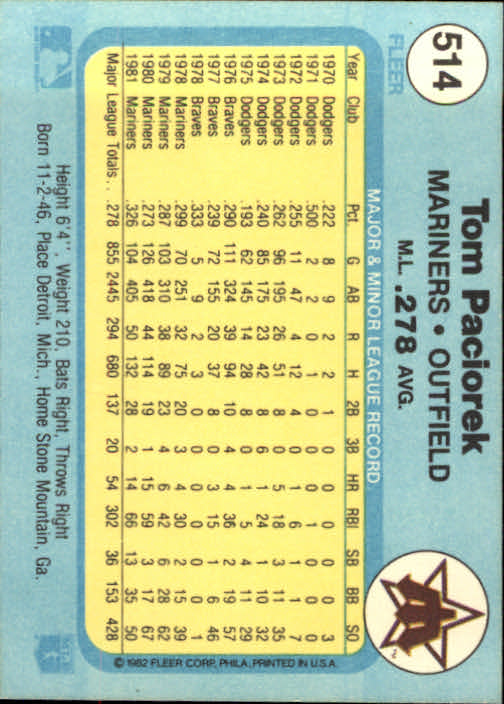 514
FLEER
Tom Paciorek
MARINERS • OUTFIELD
M.L. .278 AVG.
MAJOR & MINOR LEAGUE RECORD
Year Club Pct. G AB R H 2B 3B HR RBI SB BB SO
1970 Dodgers .222 8 9 2 2 1 0 0 0 0 0 3
1971 Dodgers .500 2 2 0 1 0 0 0 1 0 0 0
1972 Dodgers .255 11 47 4 12 4 0 1 6 1 1 7
1973 Dodgers .262 96 195 26 51 8 0 5 18 3 11 35
1974 Dodgers .240 85 175 23 42 8 6 1 24 1 10 32
1975 Dodgers .193 62 145 14 28 8 0 1 5 4 11 29
1976 Braves .290 111 324 39 94 10 4 4 36 2 19 57
1977 Braves .239 72 155 20 37 8 0 3 15 1 6 46
1978 Braves .333 5 9 2 3 0 0 0 0 0 0 1
1978 Mariners .299 70 251 32 75 20 3 4 30 2 15 39
1979 Mariners .287 103 310 38 89 23 4 6 42 6 28 62
1980 Mariners .273 126 418 44 114 19 1 15 59 3 17 67
1981 Mariners .326 104 405 50 132 28 2 14 66 13 35 50
Major League Totals . . . .278 855 2445 294 680 137 20 54 302 36 153 428
© 1982 FLEER CORP., PHILA. PRINTED IN U.S.A.
Height 6'4", Weight 210, Bats Right, Throws Right
Born 11-2-46, Place Detroit, Mich., Home Stone Mountain, Ga.